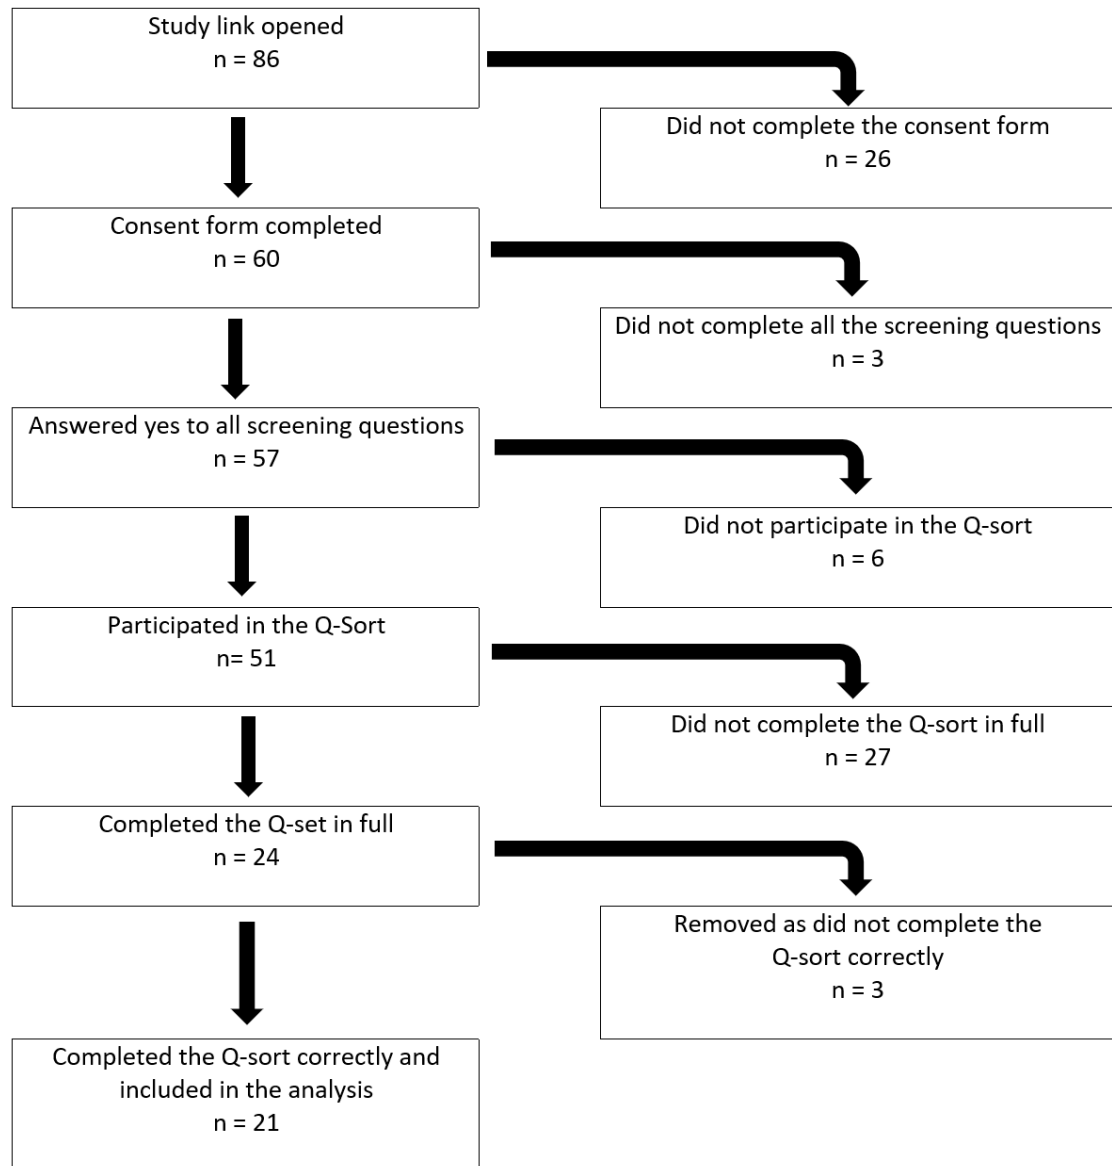 Study link opened
n = 86
Did not complete the consent form
n = 26
Consent form completed
n = 60
Did not complete all the screening questions
n = 3
Answered yes to all screening questions
n = 57
Did not participate in the Q-sort
n = 6
Participated in the Q-Sort
n= 51
Did not complete the Q-sort in full
n = 27
Completed the Q-set in full
n = 24
Removed as did not complete the
Q-sort correctly
n = 3
Completed the Q-sort correctly and
included in the analysis
n = 21